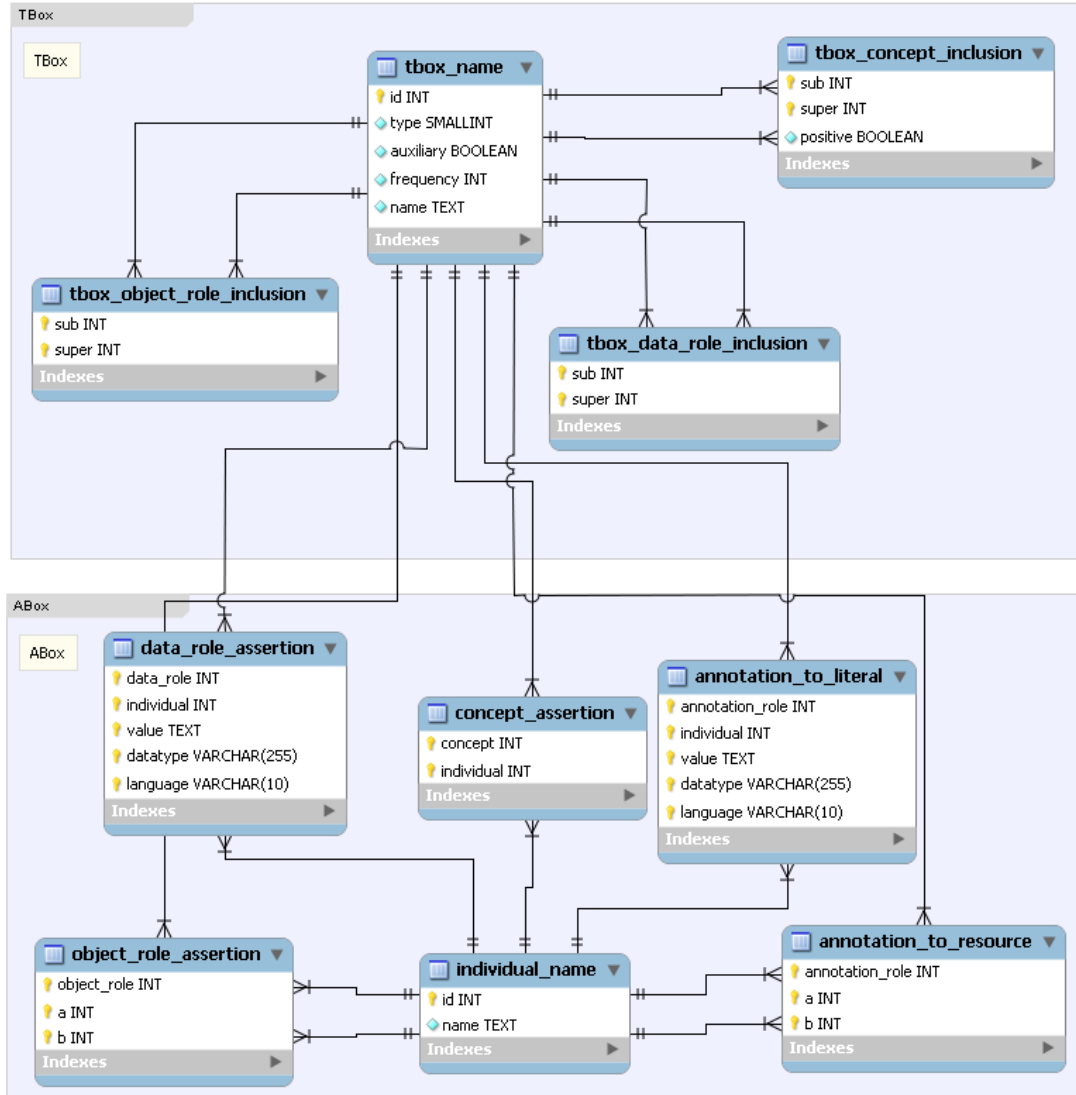 TBox
TBox
tbox_name
id INT
type SMALLINT
auxiliary BOOLEAN
frequency INT
name TEXT
Indexes
tbox_concept_inclusion
sub INT
super INT
positive BOOLEAN
Indexes
tbox_object_role_inclusion
sub INT
super INT
Indexes
tbox_data_role_inclusion
sub INT
super INT
Indexes
ABox
ABox
data_role_assertion
data_role INT
individual INT
value TEXT
datatype VARCHAR(255)
language VARCHAR(10)
Indexes
concept_assertion
concept INT
individual INT
Indexes
annotation_to_literal
annotation_role INT
individual INT
value TEXT
datatype VARCHAR(255)
language VARCHAR(10)
Indexes
object_role_assertion
object_role INT
a INT
b INT
Indexes
individual_name
id INT
name TEXT
Indexes
annotation_to_resource
annotation_role INT
a INT
b INT
Indexes